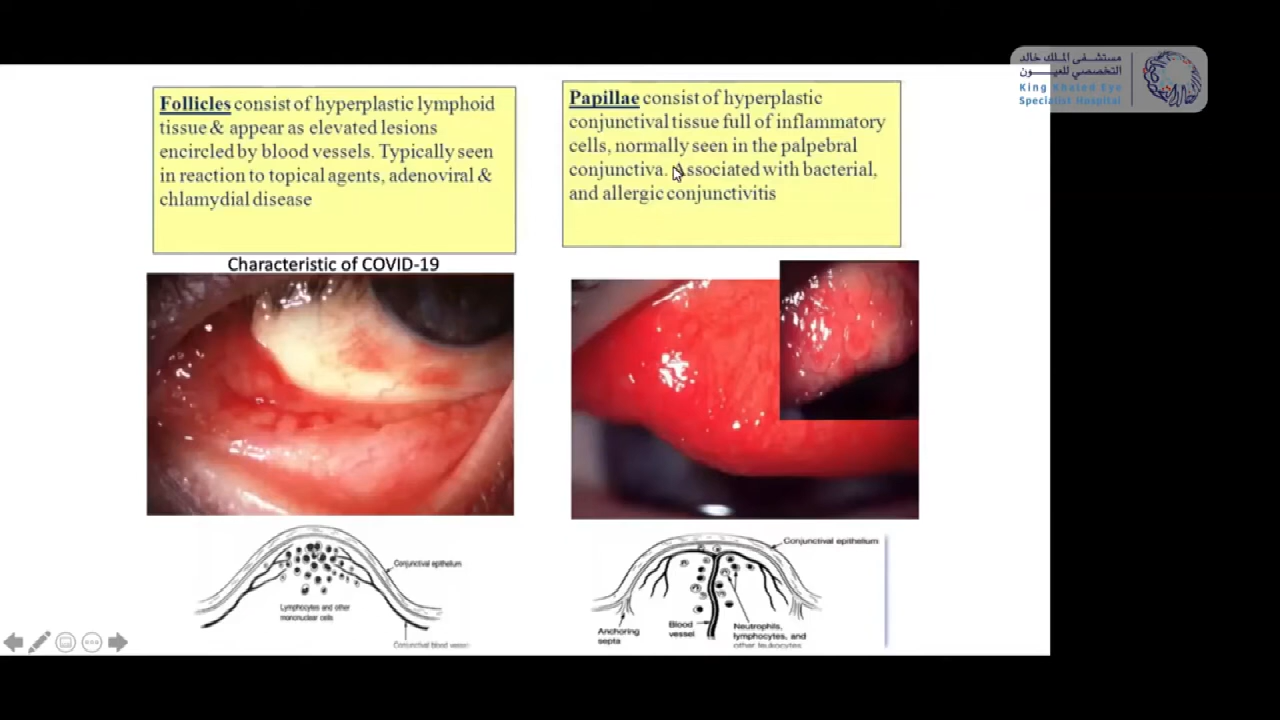 مستشفى الملك خالد
التخصصي للعيون
King Khaled Eye
Specialist Hospital
Follicles consist of hyperplastic lymphoid
tissue & appear as elevated lesions
encircled by blood vessels. Typically seen
in reaction to topical agents, adenoviral &
chlamydial disease
Papillae consist of hyperplastic
conjunctival tissue full of inflammatory
cells, normally seen in the palpebral
conjunctiva. Associated with bacterial,
and allergic conjunctivitis
Characteristic of COVID-19
Conjunctival epithelium
Lymphocytes and other
mononuclear cells
Conjunctival blood vessel
Conjunctival epithelium
Anchoring
septa
Blood
vessel
Neutrophils,
lymphocytes, and
other leukocytes